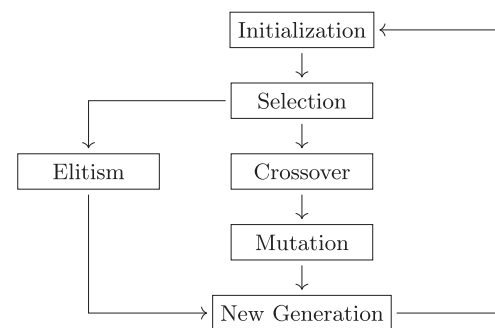 Initialization
Selection
Elitism
Crossover
Mutation
New Generation